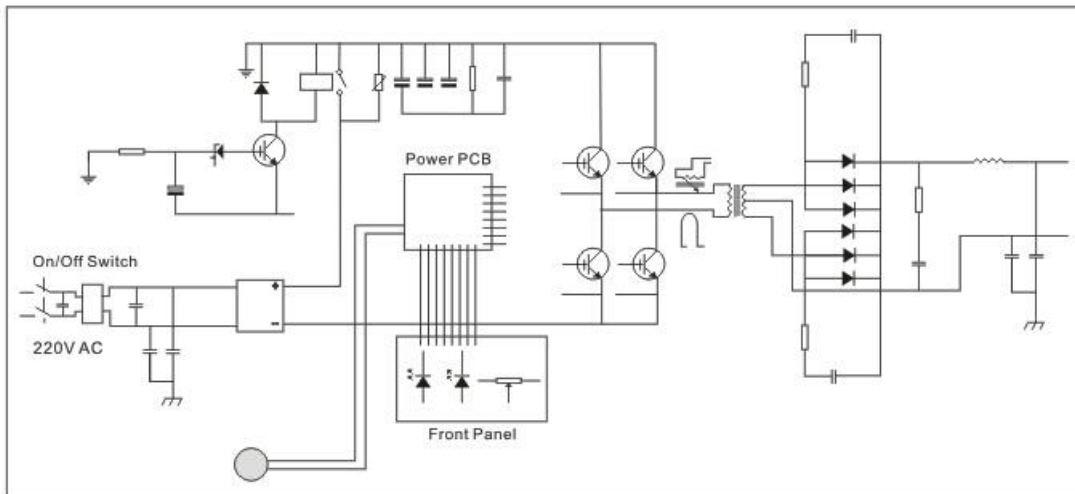 Power PCB
On/Off Switch
+
-
220V AC
Front Panel